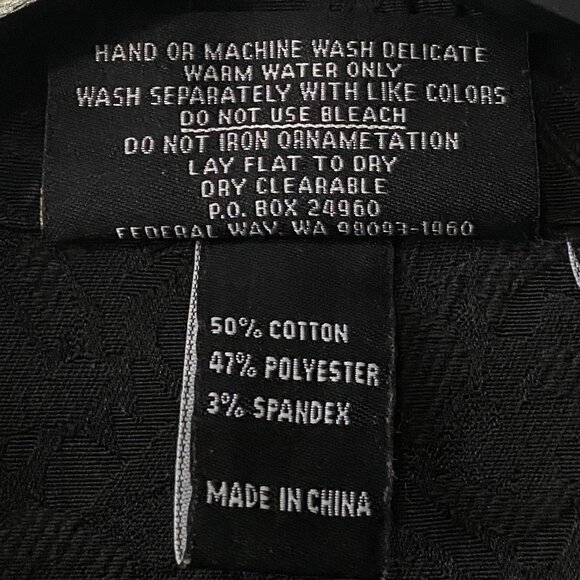 HAND OR MACHINE WASH DELICATE
WARM WATER ONLY
WASH SEPARATELY WITH LIKE COLORS
DO NOT USE BLEACH
DO NOT IRON ORNAMETATION
LAY FLAT TO DRY
DRY CLEARABLE
P.O. BOX 24960
FEDERAL WAY, WA 98093-1960
50% COTTON
47% POLYESTER
3% SPANDEX
MADE IN CHINA